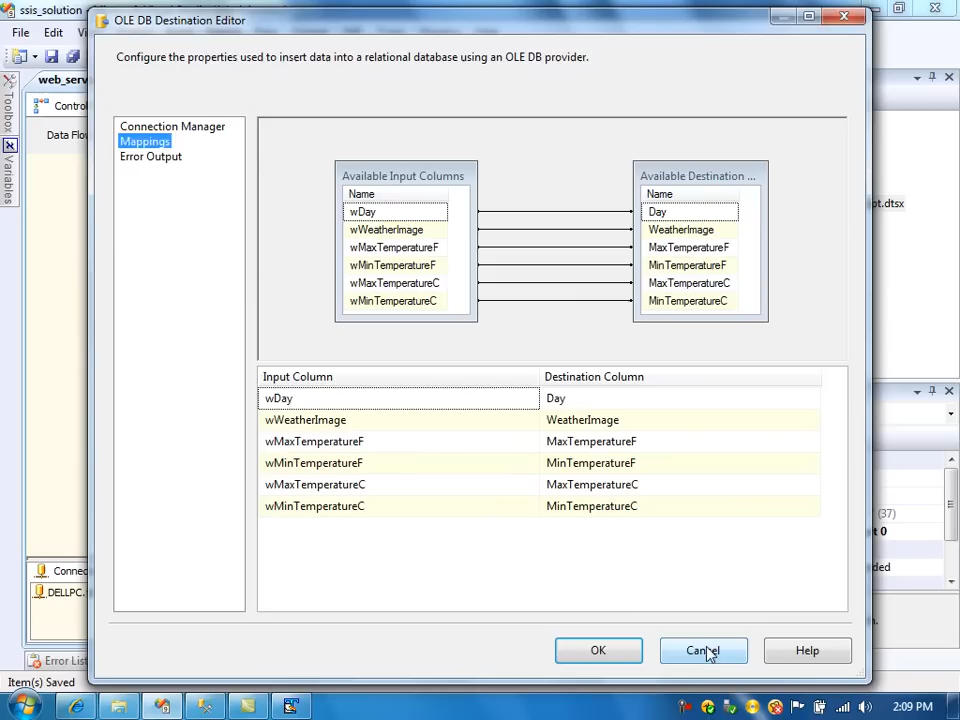 ssis_solution
OLE DB Destination Editor
File
Edit
Configure the properties used to insert data into a relational database using an OLE DB provider.
web_serv
Toolbox
Variables
Control
Data Flo
Connection Manager
Mappings
Error Output
Available Input Columns
Name
wDay
wWeatherImage
wMaxTemperatureF
wMinTemperatureF
wMaxTemperatureC
wMinTemperatureC
Available Destination ...
Name
Day
WeatherImage
MaxTemperatureF
MinTemperatureF
MaxTemperatureC
MinTemperatureC
pt.dtsx
Input Column
Destination Column
wDay
Day
wWeatherImage
WeatherImage
wMaxTemperatureF
MaxTemperatureF
wMinTemperatureF
MinTemperatureF
wMaxTemperatureC
MaxTemperatureC
wMinTemperatureC
MinTemperatureC
(37)
t 0
ded
Connec
DELLPC.
OK
Cancel
Help
Error List
Item(s) Saved
2:09 PM